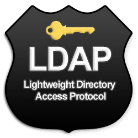 LDAP
Lightweight Directory
Access Protocol